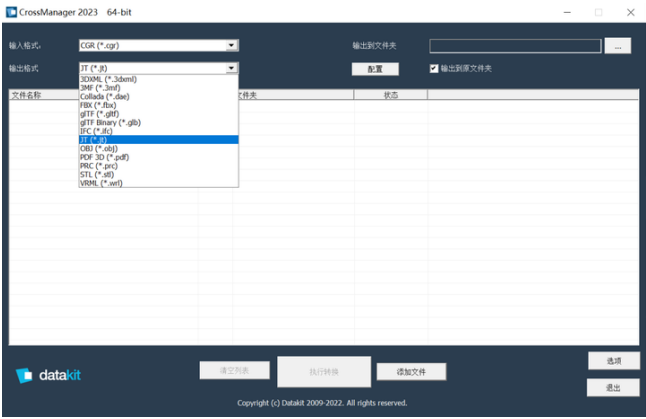 CrossManager 2023 64-bit
输入格式: CGR (*.cgr) 输出到文件夹 ...
输出格式 JT (*.jt) 配置 输出到原文件夹
文件名称 文件夹 状态
3DXML (*.3dxml)
3MF (*.3mf)
Collada (*.dae)
FBX (*.fbx)
glTF (*.gltf)
glTF Binary (*.glb)
IFC (*.ifc)
JT (*.jt)
OBJ (*.obj)
PDF 3D (*.pdf)
PRC (*.prc)
STL (*.stl)
VRML (*.wrl)
datakit
清空列表 执行转换 添加文件 选项
退出
Copyright (c) Datakit 2009-2022. All rights reserved.